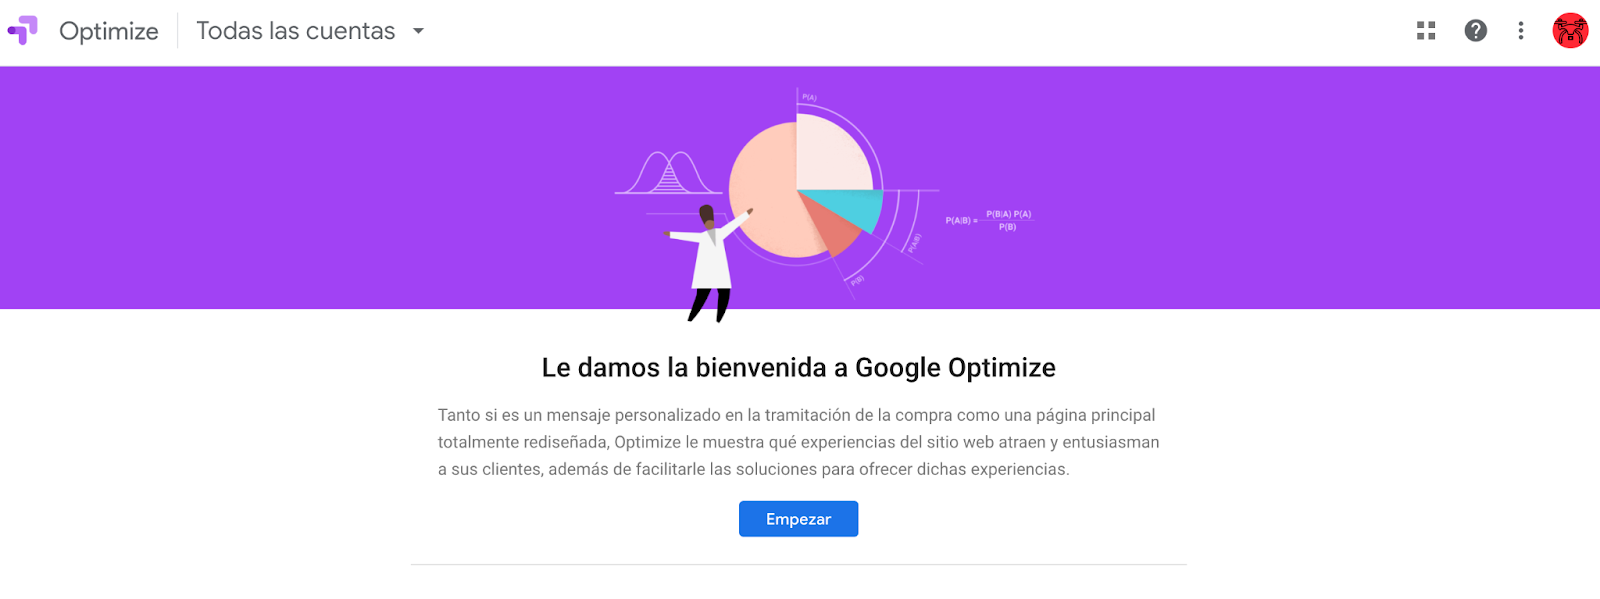 Optimize
Todas las cuentas
P(A)
P(A|B) = P(B|A) P(A)
P(B)
P(A|B)
P(B)
Le damos la bienvenida a Google Optimize
Tanto si es un mensaje personalizado en la tramitación de la compra como una página principal
totalmente rediseñada, Optimize le muestra qué experiencias del sitio web atraen y entusiasman
a sus clientes, además de facilitarle las soluciones para ofrecer dichas experiencias.
Empezar